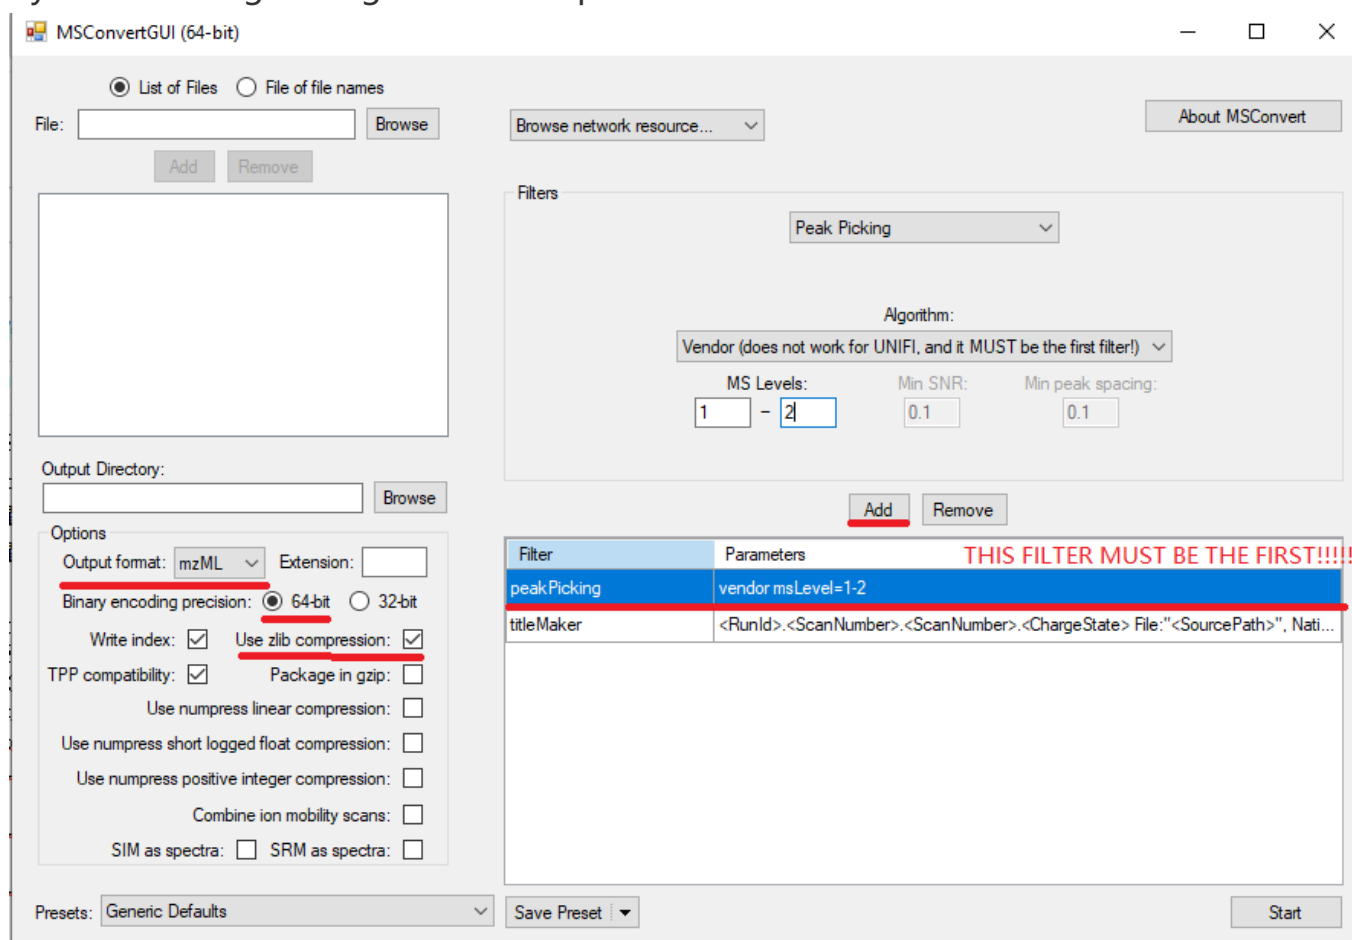 MSConvertGUI (64-bit)
List of Files File of file names
File: Browse
Add Remove
Browse network resource...
About MSConvert
Filters
Peak Picking
Algorithm:
Vendor (does not work for UNIFI, and it MUST be the first filter!)
MS Levels: Min SNR: Min peak spacing:
1 – 2 0.1 0.1
Output Directory:
Browse
Add Remove
Options
Output format: mzML Extension:
Binary encoding precision: 64-bit 32-bit
Write index: Use zlib compression:
TPP compatibility: Package in gzip:
Use numpress linear compression:
Use numpress short logged float compression:
Use numpress positive integer compression:
Combine ion mobility scans:
SIM as spectra: SRM as spectra:
Filter Parameters THIS FILTER MUST BE THE FIRST!!!!!
peakPicking vendor msLevel=1-2
titleMaker <RunId>.<ScanNumber>.<ScanNumber>.<ChargeState> File:"<SourcePath>", Nati...
Presets: Generic Defaults
Save Preset
Start